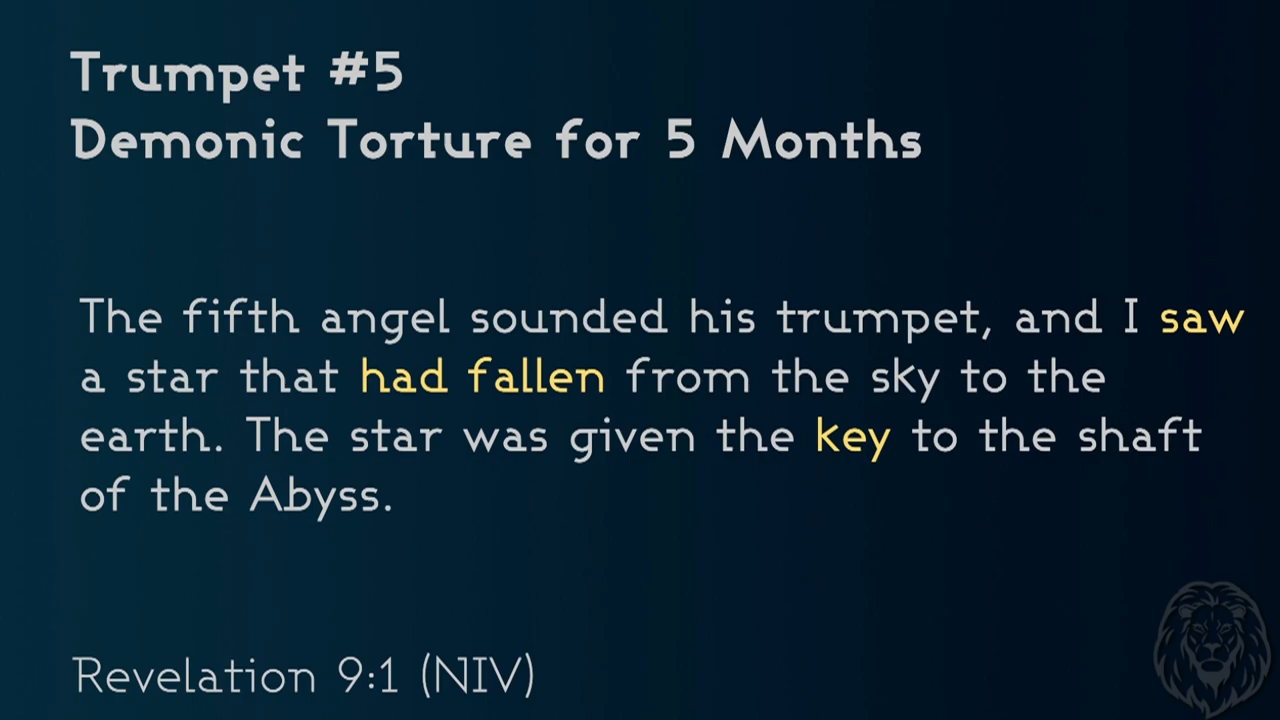 Trumpet #5
Demonic Torture for 5 Months
The fifth angel sounded his trumpet, and I saw
a star that had fallen from the sky to the
earth. The star was given the key to the shaft
of the Abyss.
Revelation 9:1 (NIV)